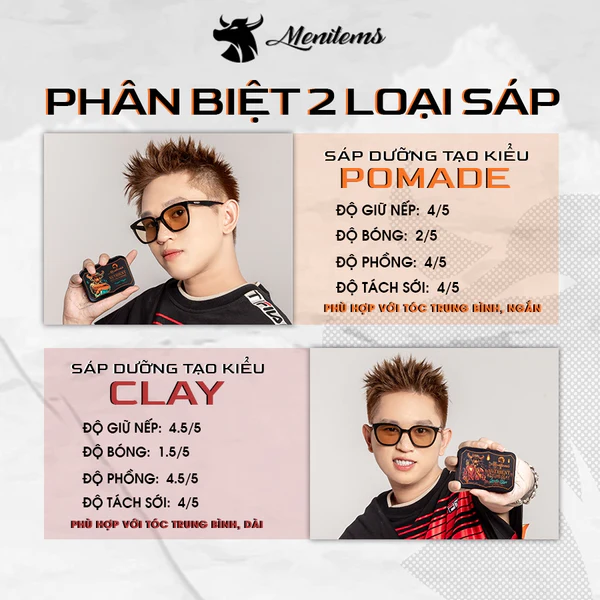 Menitems
PHÂN BIỆT 2 LOẠI SÁP
SÁP DƯỠNG TẠO KIỂU
POMADE
ĐỘ GIỮ NẾP: 4/5
ĐỘ BÓNG: 2/5
ĐỘ PHỒNG: 4/5
ĐỘ TÁCH SỚI: 4/5
PHÙ HỢP VỚI TÓC TRUNG BÌNH, NGẮN
SÁP DƯỠNG TẠO KIỂU
CLAY
ĐỘ GIỮ NẾP: 4.5/5
ĐỘ BÓNG: 1.5/5
ĐỘ PHỒNG: 4.5/5
ĐỘ TÁCH SỚI: 4/5
PHÙ HỢP VỚI TÓC TRUNG BÌNH, DÀI